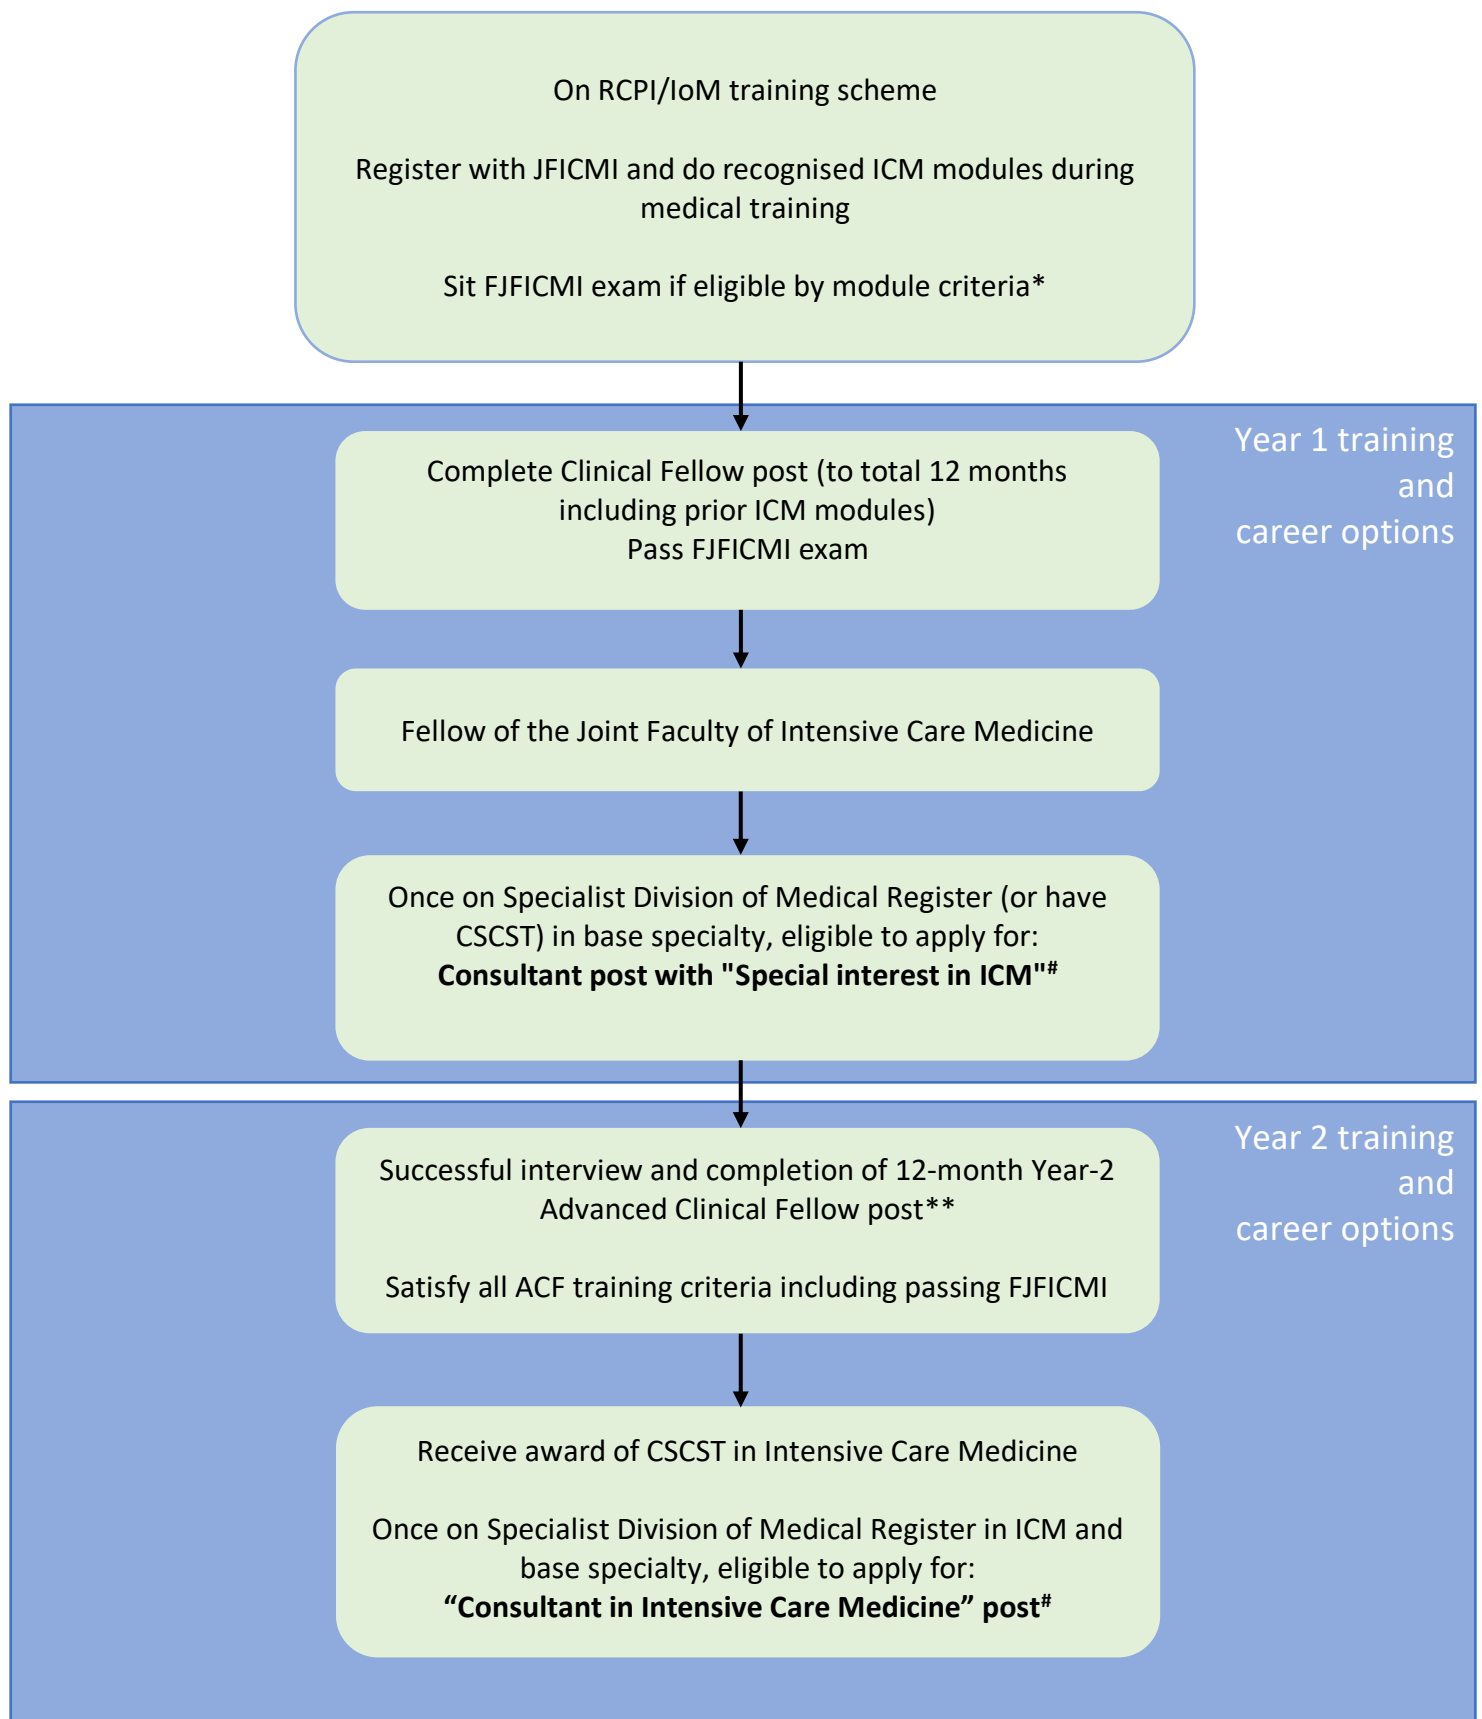 On RCPI/IoM training scheme
Register with JFICMI and do recognised ICM modules during
medical training
Sit FJFICMI exam if eligible by module criteria*
Year 1 training
and
career options
Complete Clinical Fellow post (to total 12 months
including prior ICM modules)
Pass FJFICMI exam
Fellow of the Joint Faculty of Intensive Care Medicine
Once on Specialist Division of Medical Register (or have
CSCST) in base specialty, eligible to apply for:
Consultant post with "Special interest in ICM"#
Year 2 training
and
career options
Successful interview and completion of 12-month Year-2
Advanced Clinical Fellow post**
Satisfy all ACF training criteria including passing FJFICMI
Receive award of CSCST in Intensive Care Medicine
Once on Specialist Division of Medical Register in ICM and
base specialty, eligible to apply for:
“Consultant in Intensive Care Medicine” post#